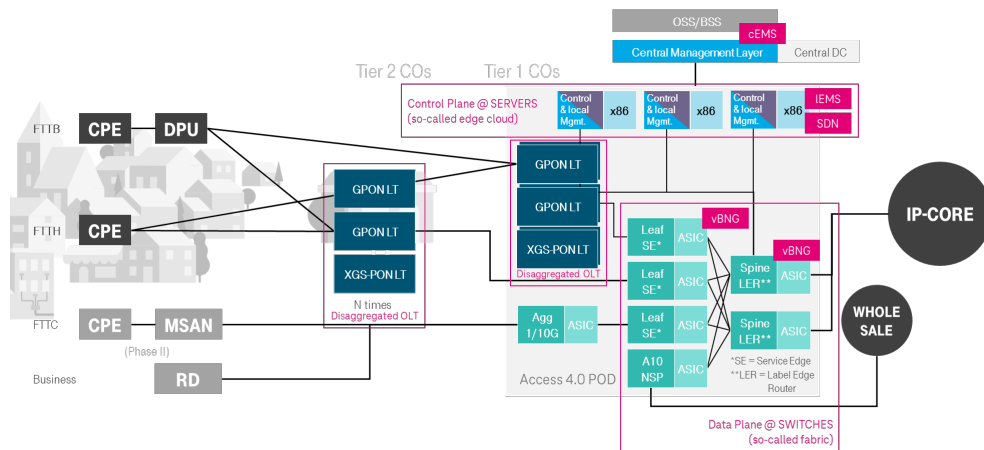 OSS/BSS
cEMS
Central Management Layer
Central DC
Tier 2 COs
Tier 1 COs
Control Plane @ SERVERS
(so-called edge cloud)
Control
& local
Mgmt.
x86
Control
& local
Mgmt.
x86
Control
& local
Mgmt.
x86
lEMS
SDN
FTTB
CPE
DPU
GPON LT
GPON LT
XGS-PON LT
Disaggregated OLT
FTTH
CPE
GPON LT
GPON LT
XGS-PON LT
N times
Disaggregated OLT
vBNG
Leaf
SE*
ASIC
Leaf
SE*
ASIC
Leaf
SE*
ASIC
A10
NSP
ASIC
vBNG
Spine
LER**
ASIC
Spine
LER**
ASIC
*SE = Service Edge
**LER = Label Edge
Router
IP-CORE
WHOLE
SALE
FTTC
CPE
MSAN
(Phase II)
Agg
1/10G
ASIC
Business
RD
Access 4.0 POD
Data Plane @ SWITCHES
(so-called fabric)